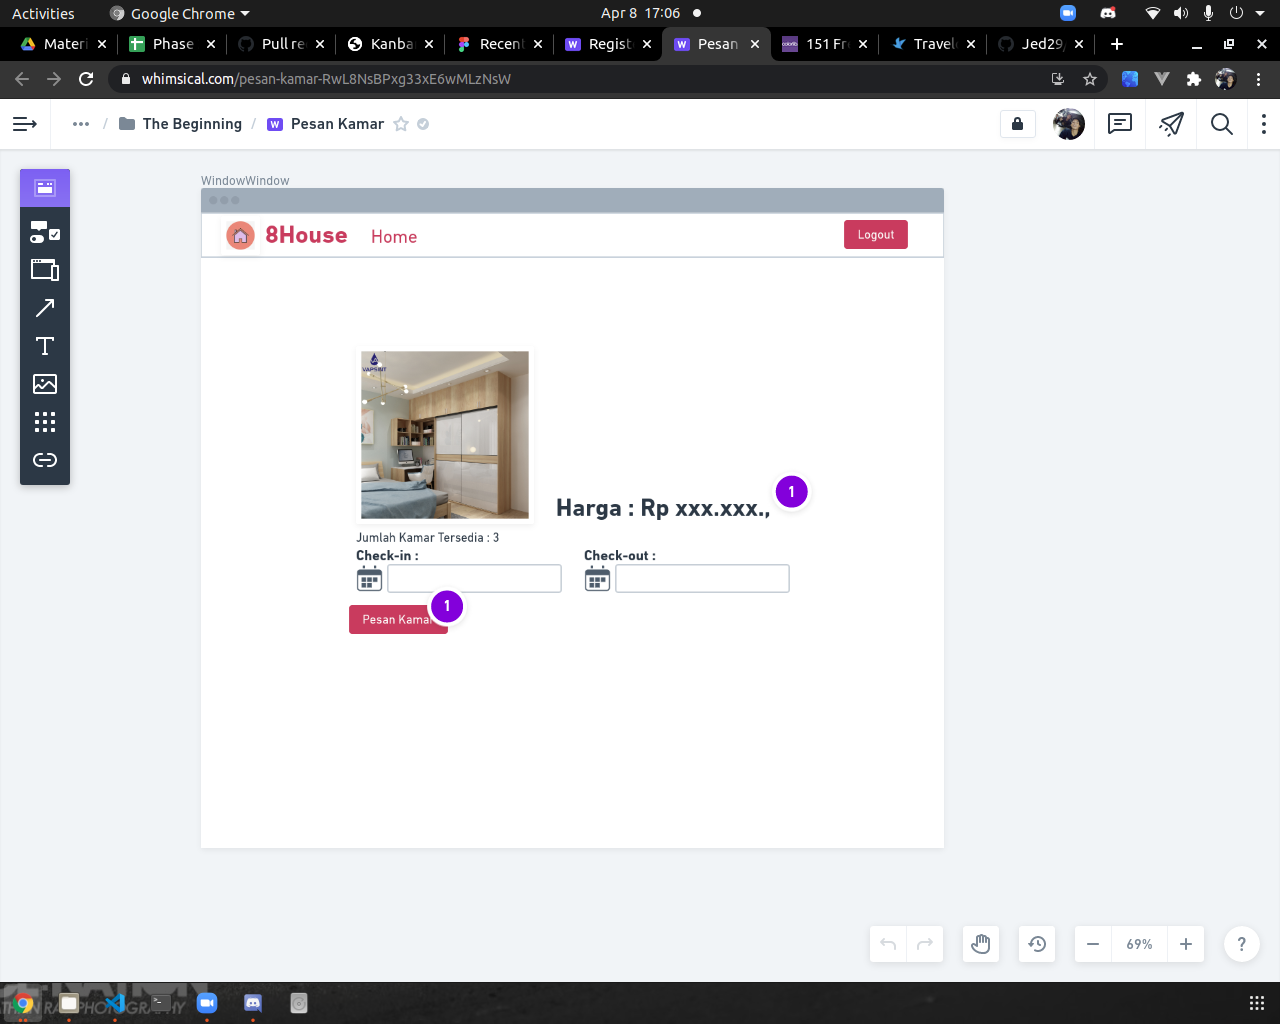 Activities
Google Chrome
Apr 8 17:06
Materi
Phase
Pull re
Kanba
Recent
Regist
Pesan
151 Fr
Travel
Jed29/
whimsical.com/pesan-kamar-RwL8NsBPxg33xE6wMLzNsW
/ The Beginning / Pesan Kamar
WindowWindow
8House
Home
Logout
VAPSBIT
Harga : Rp xxx.xxx.,
1
Jumlah Kamar Tersedia : 3
Check-in :
Check-out :
Pesan Kamar
1
69%
?